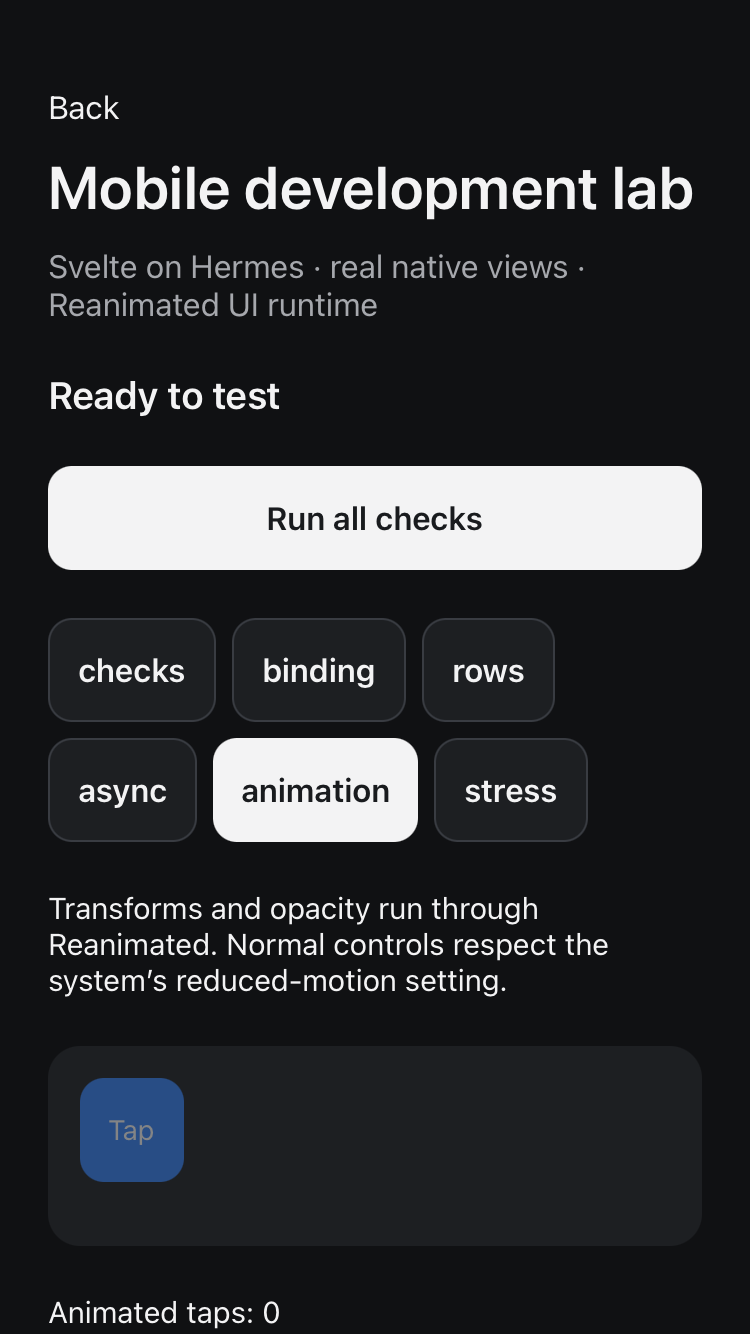 Back
Mobile development lab
Svelte on Hermes · real native views ·
Reanimated UI runtime
Ready to test
Run all checks
checks
binding
rows
async
animation
stress
Transforms and opacity run through
Reanimated. Normal controls respect the
system’s reduced-motion setting.
Tap
Animated taps: 0